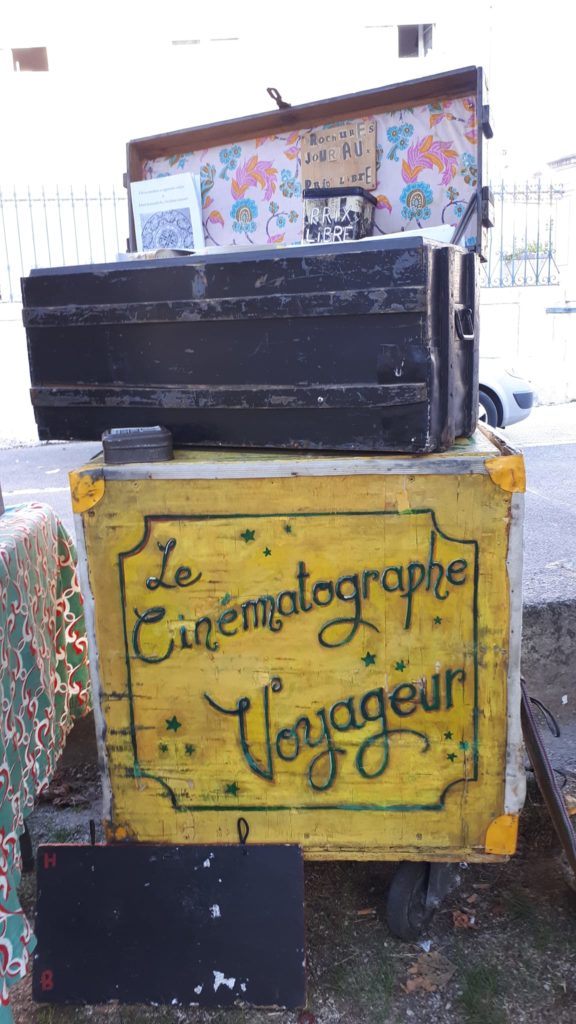 BROCHURES
JOURNAUX
PRIX LIBRE
PRIX
LIBRE
Le
Cinématographe
Voyageur
H
B